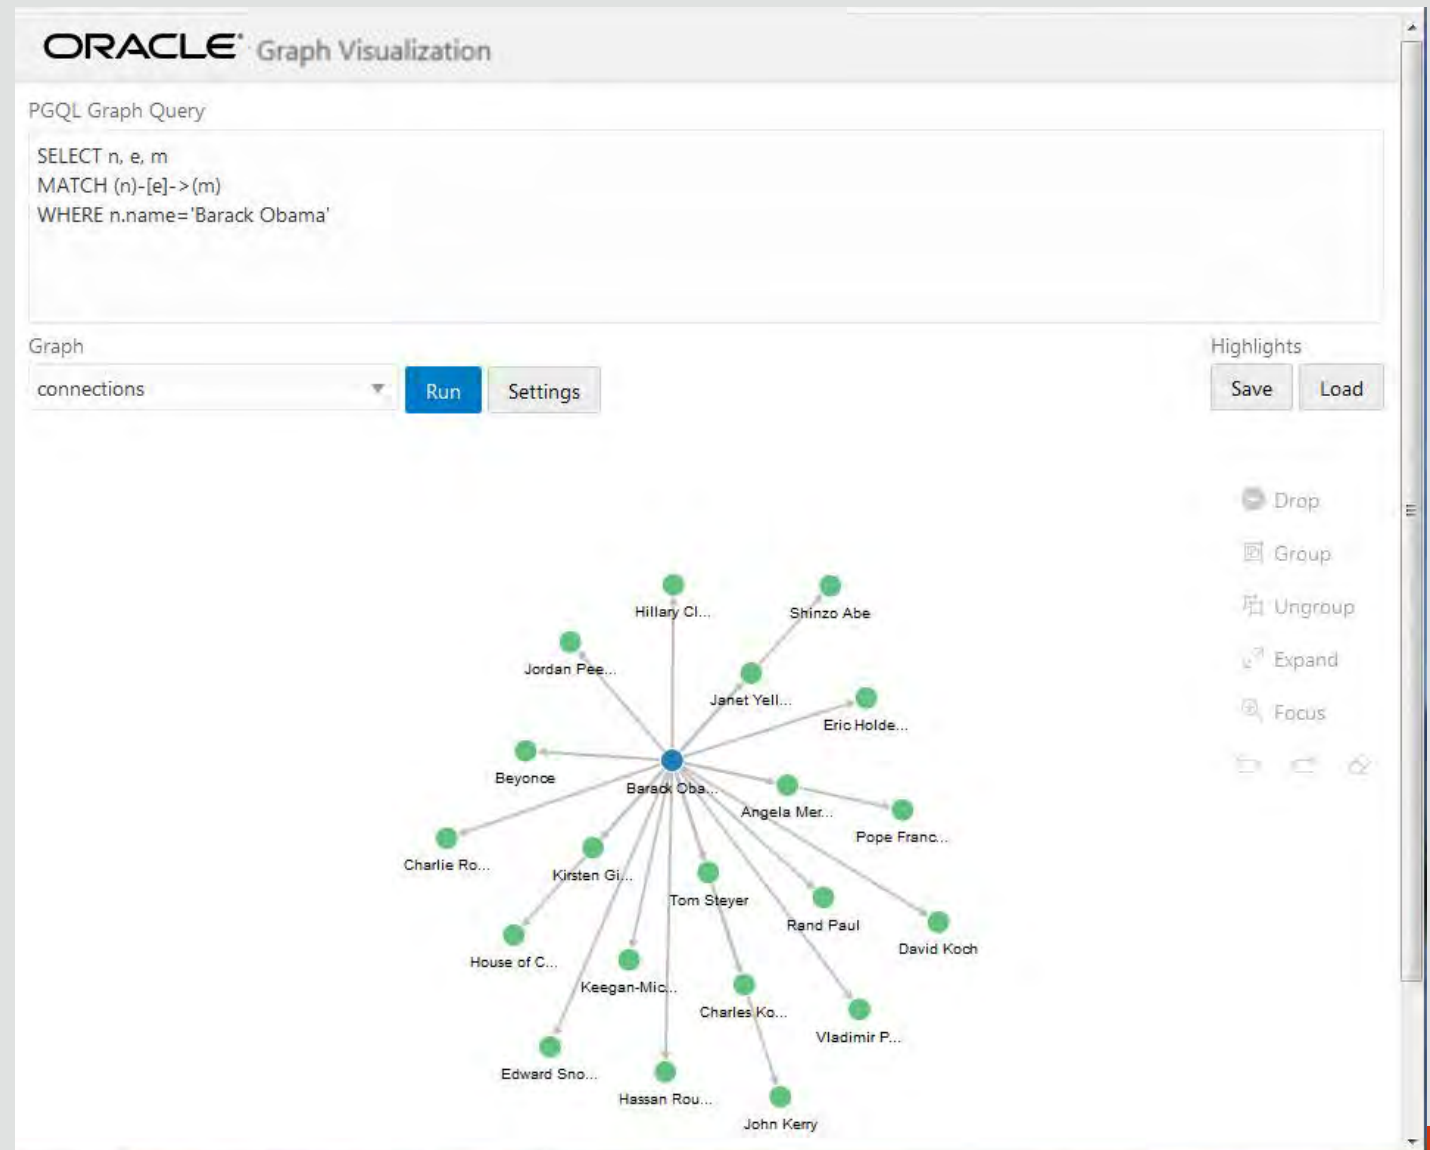 ORACLE Graph Visualization
PGQL Graph Query
SELECT n, e, m
MATCH (n)-[e]->(m)
WHERE n.name='Barack Obama'
Graph
Highlights
connections
Run
Settings
Save
Load
Drop
Group
Ungroup
Expand
Focus
Hillary Cl...
Shinzo Abe
Jordan Pee...
Janet Yell...
Eric Holde...
Beyonce
Barack Oba...
Angela Mer...
Pope Franc...
Charlie Ro...
Kirsten Gi...
Tom Steyer
Rand Paul
David Koch
House of C...
Keegan-Mic...
Charles Ko...
Vladimir P...
Edward Sno...
Hassan Rou...
John Kerry